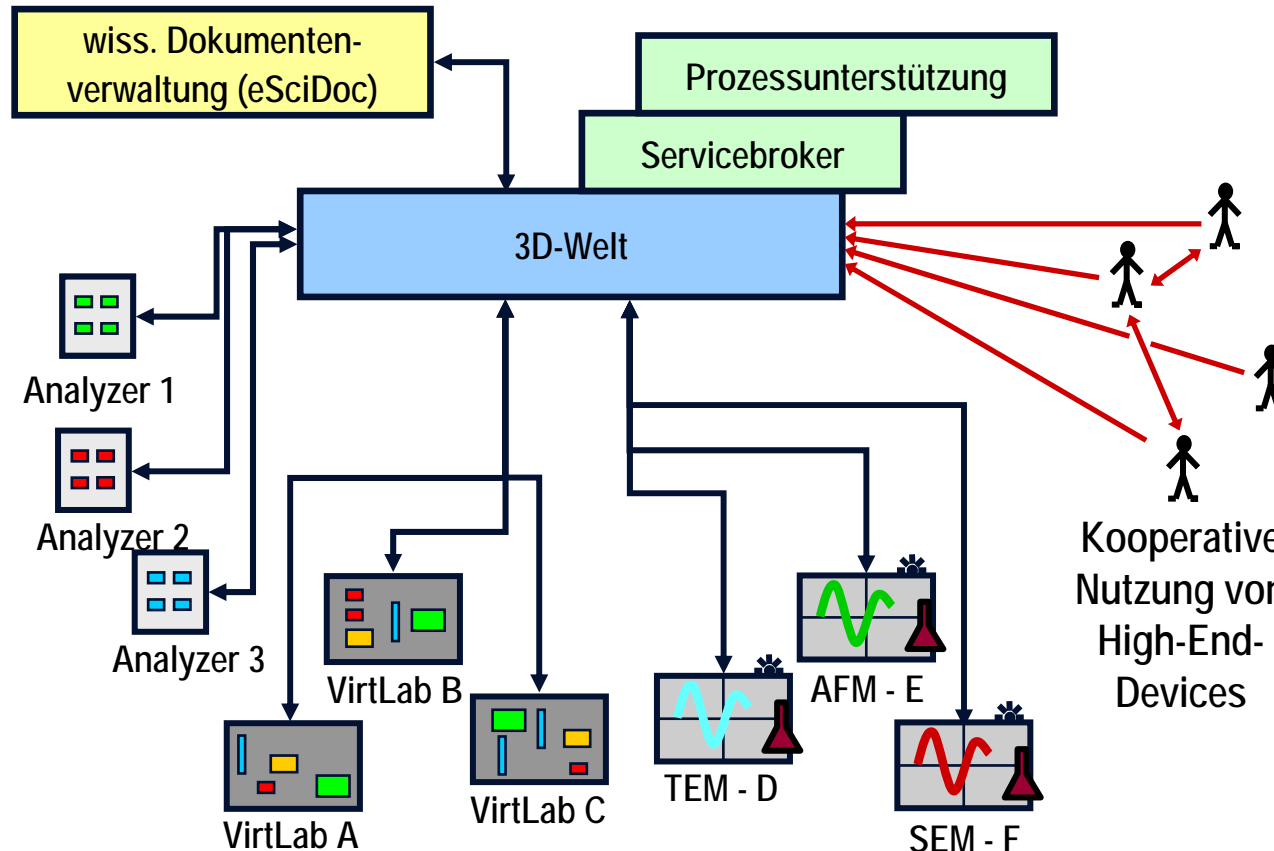 wiss. Dokumenten-
verwaltung (eSciDoc)
Prozessunterstützung
Servicebroker
3D-Welt
Analyzer 1
Analyzer 2
Analyzer 3
VirtLab B
VirtLab A
VirtLab C
TEM - D
AFM - E
SEM - F
Kooperative
Nutzung von
High-End-
Devices